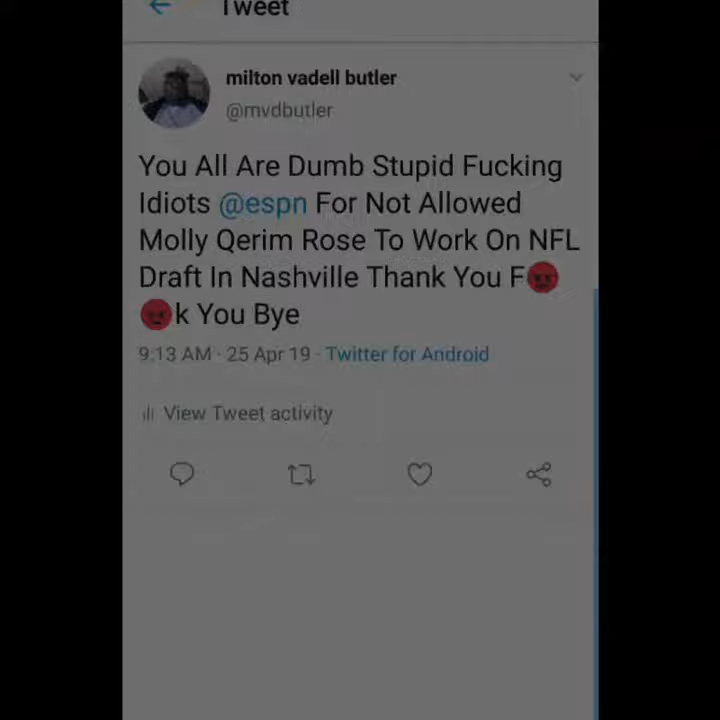 Tweet
milton vadell butler
@mvdbutler
You All Are Dumb Stupid Fucking
Idiots @espn For Not Allowed
Molly Qerim Rose To Work On NFL
Draft In Nashville Thank You F😡
😡k You Bye
9:13 AM · 25 Apr 19 · Twitter for Android
View Tweet activity